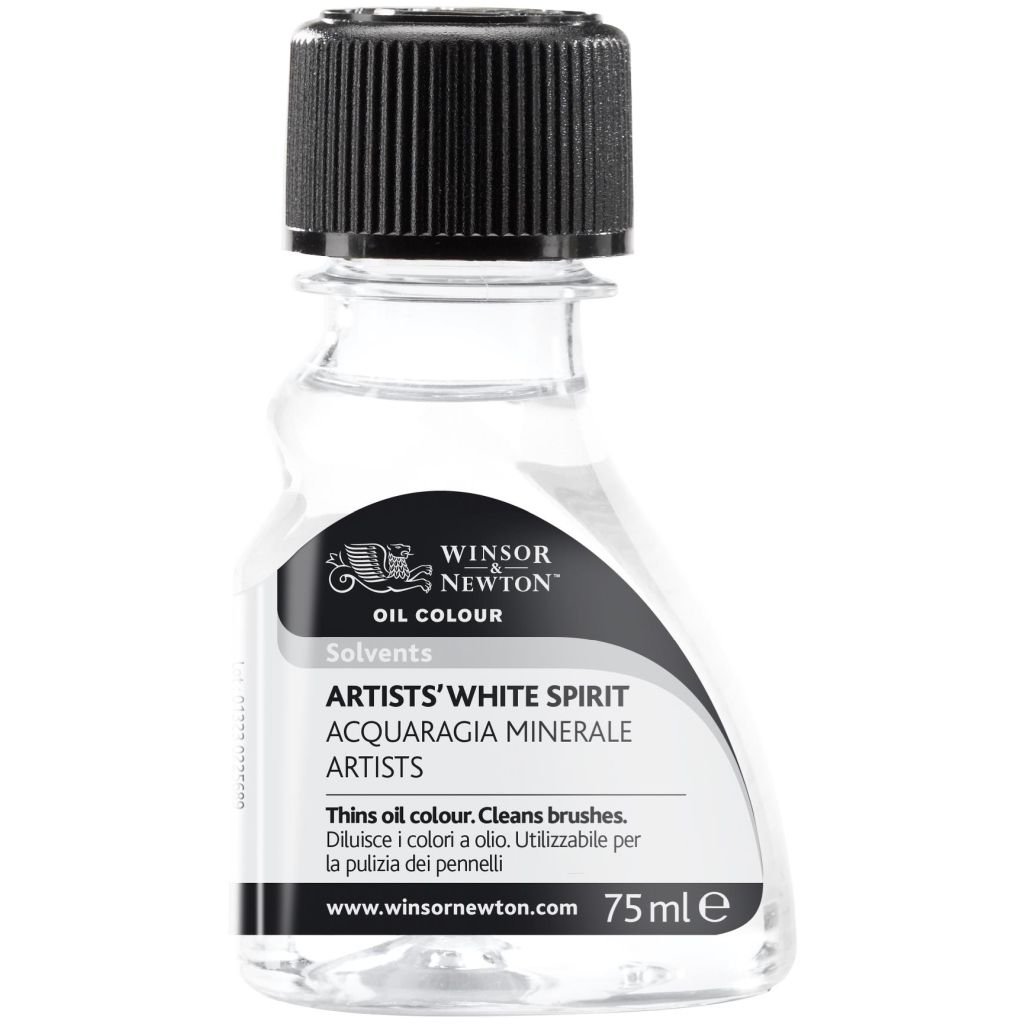 WINSOR
&
NEWTON™
OIL COLOUR
Solvents
ARTISTS' WHITE SPIRIT
ACQUARAGIA MINERALE
ARTISTS
Thins oil colour. Cleans brushes.
Diluisce i colori a olio. Utilizzabile per
la pulizia dei pennelli
www.winsornewton.com 75 ml ℮